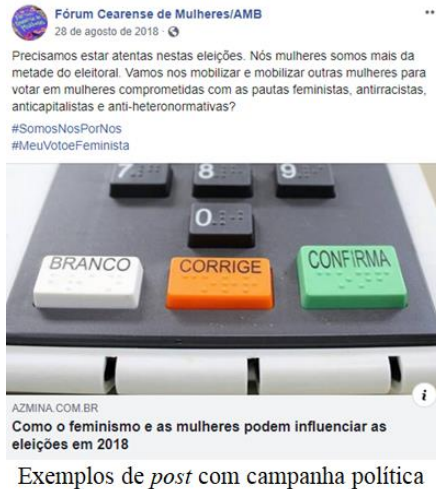 Fórum Cearense de Mulheres/AMB
28 de agosto de 2018 ·
Precisamos estar atentas nestas eleições. Nós mulheres somos mais da
metade do eleitoral. Vamos nos mobilizar e mobilizar outras mulheres para
votar em mulheres comprometidas com as pautas feministas, antirracistas,
anticapitalistas e anti-heteronormativas?
#SomosNosPorNos
#MeuVotoeFeminista
7 8 9
0
BRANCO CORRIGE CONFIRMA
i
AZMINA.COM.BR
Como o feminismo e as mulheres podem influenciar as
eleições em 2018
Exemplos de post com campanha política